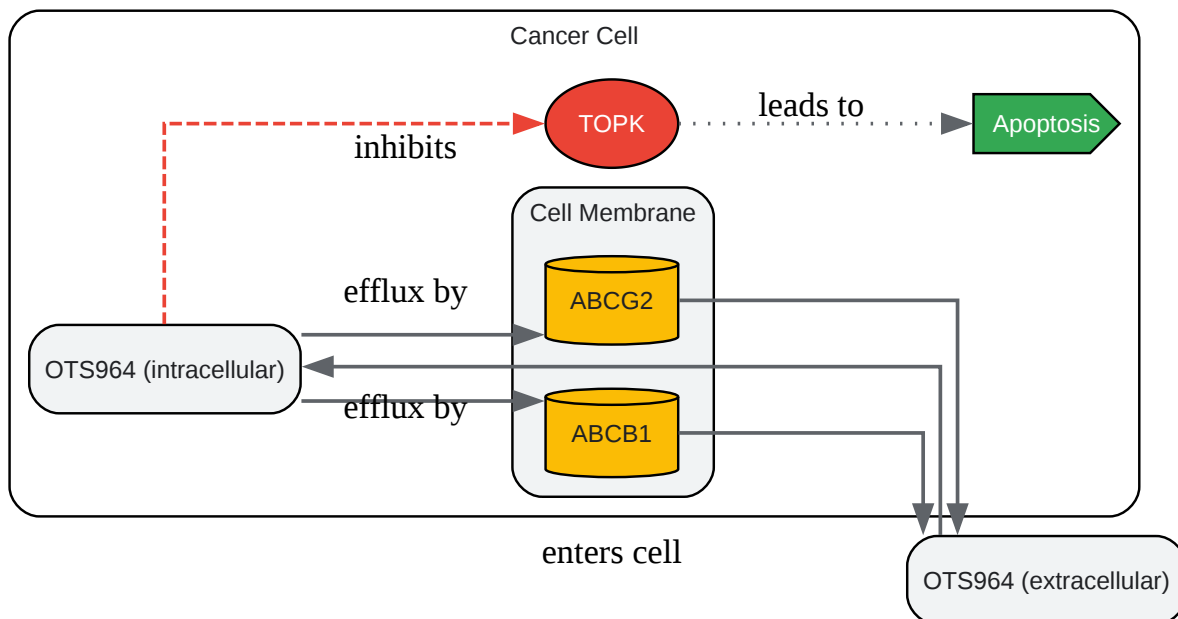 Cancer Cell
TOPK
leads to
Apoptosis
inhibits
Cell Membrane
efflux by
ABCG2
OTS964 (intracellular)
efflux by
ABCB1
enters cell
OTS964 (extracellular)